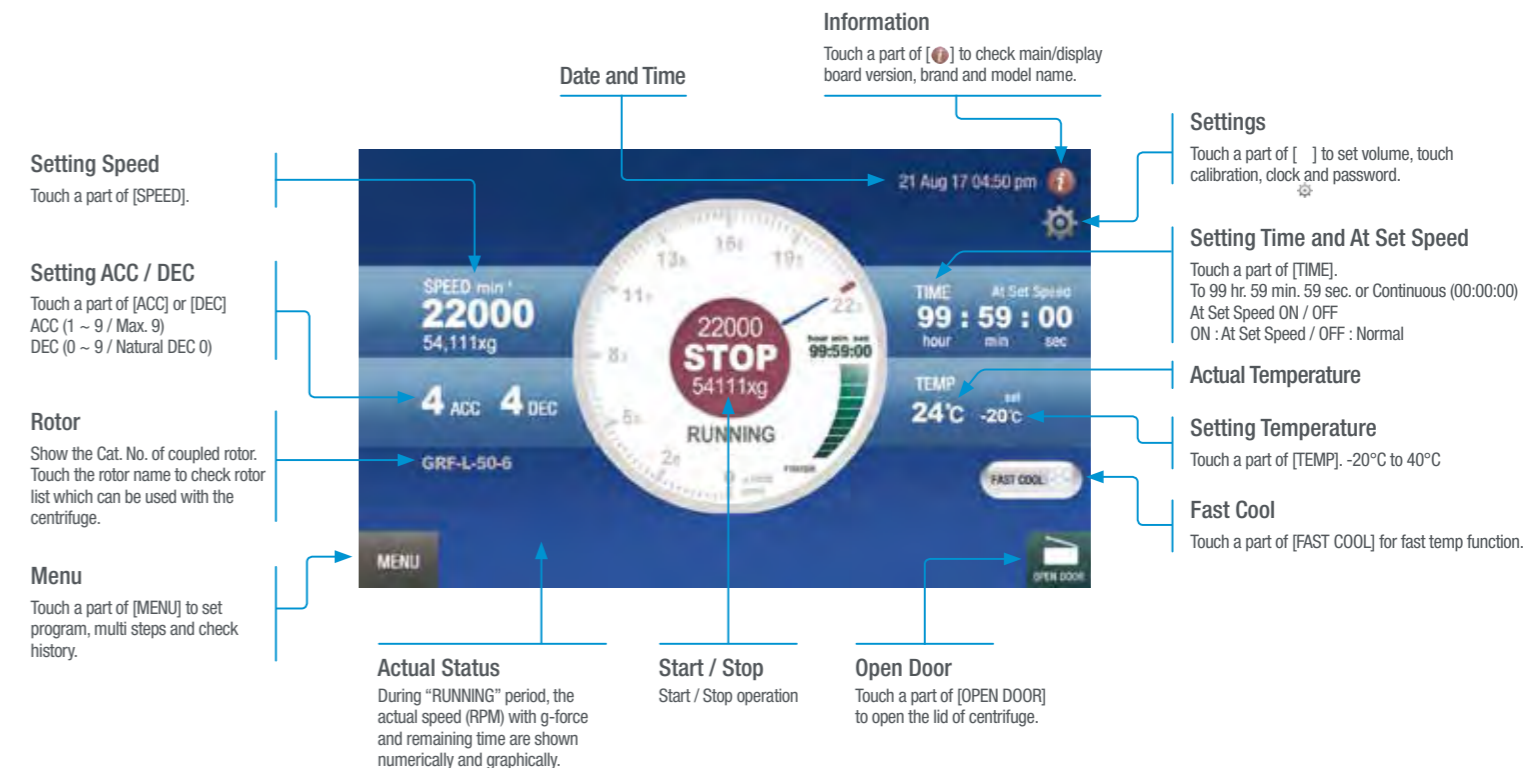 Information
Touch a part of [i] to check main/display
board version, brand and model name.
Date and Time
Settings
Touch a part of [ ] to set volume, touch
calibration, clock and password.
Setting Speed
Touch a part of [SPEED].
Setting Time and At Set Speed
Touch a part of [TIME].
To 99 hr. 59 min. 59 sec. or Continuous (00:00:00)
At Set Speed ON / OFF
ON : At Set Speed / OFF : Normal
Setting ACC / DEC
Touch a part of [ACC] or [DEC]
ACC (1 ~ 9 / Max. 9)
DEC (0 ~ 9 / Natural DEC 0)
Actual Temperature
Rotor
Show the Cat. No. of coupled rotor.
Touch the rotor name to check rotor
list which can be used with the
centrifuge.
Setting Temperature
Touch a part of [TEMP]. -20°C to 40°C
Fast Cool
Touch a part of [FAST COOL] for fast temp function.
Menu
Touch a part of [MENU] to set
program, multi steps and check
history.
21 Aug 17 04:50 pm
SPEED min⁻¹
22000
54,111xg
4 ACC 4 DEC
GRF-L-50-6
MENU
22000
STOP
54111xg
RUNNING
hour min sec
99:59:00
FINISH
TIME At Set Speed
99 : 59 : 00
hour min sec
TEMP set
24°C -20°C
FAST COOL
OPEN DOOR
Actual Status
During “RUNNING” period, the
actual speed (RPM) with g-force
and remaining time are shown
numerically and graphically.
Start / Stop
Start / Stop operation
Open Door
Touch a part of [OPEN DOOR]
to open the lid of centrifuge.